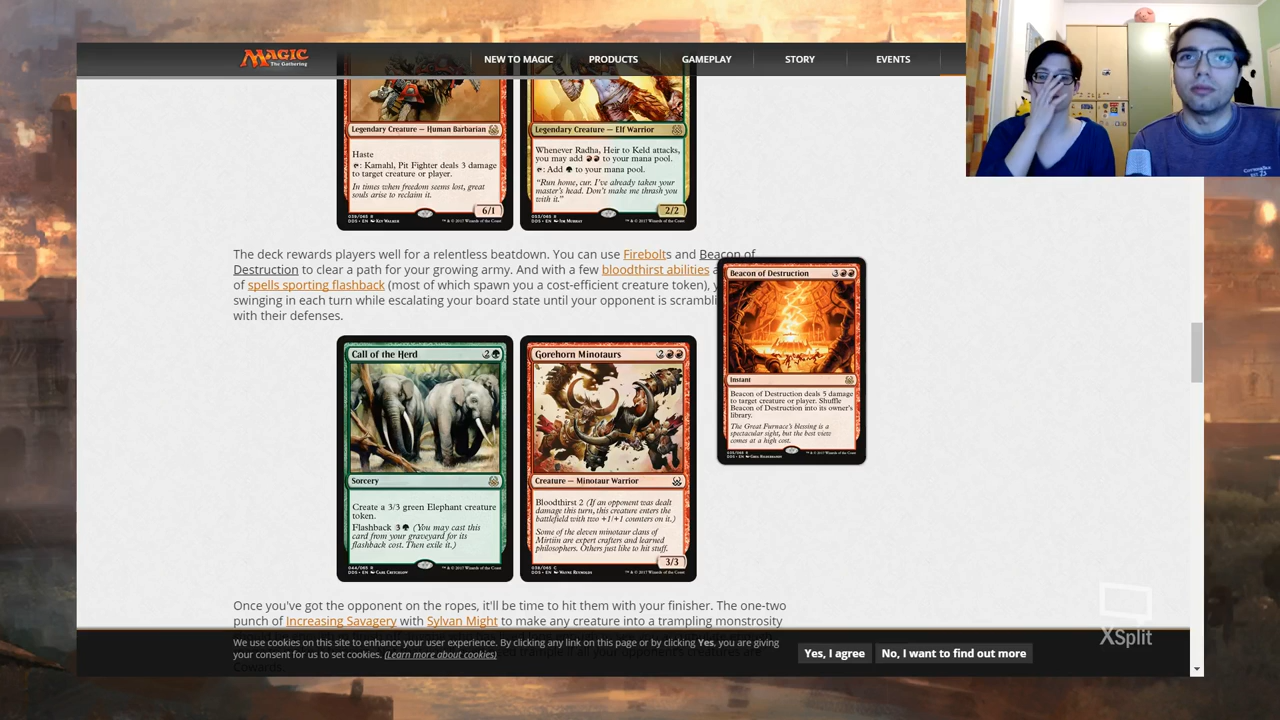 MAGIC
The Gathering
NEW TO MAGIC
PRODUCTS
GAMEPLAY
STORY
EVENTS
Legendary Creature — Human Barbarian
Haste
: Kamahl, Pit Fighter deals 3 damage
to target creature or player.
In times when freedom seems lost, great
souls arise to reclaim it.
6/1
Legendary Creature — Elf Warrior
Whenever Radha, Heir to Keld attacks,
you may add to your mana pool.
: Add to your mana pool.
"Run home, cur. I've already taken your
master's head. Don't make me thrash you
with it."
2/2
The deck rewards players well for a relentless beatdown. You can use Firebolts and Beacon of
Destruction to clear a path for your growing army. And with a few bloodthirst abilities
of spells sporting flashback (most of which spawn you a cost-efficient creature token),
swinging in each turn while escalating your board state until your opponent is
with their defenses.
Beacon of Destruction 3
Instant
Beacon of Destruction deals 5 damage
to target creature or player. Shuffle
Beacon of Destruction into its owner's
library.
The Great Furnace's blessing is a
spectacular sight, but the best view
comes at a high cost.
Call of the Herd 2
Sorcery
Create a 3/3 green Elephant creature
token.
Flashback 3 (You may cast this
card from your graveyard for its
flashback cost. Then exile it.)
Gorehorn Minotaurs 2
Creature — Minotaur Warrior
Bloodthirst 2 (If an opponent was dealt
damage this turn, this creature enters the
battlefield with two +1/+1 counters on it.)
Some of the eleven minotaur clans of
Mirtiin are expert crafters and learned
philosophers. Others just like to hit stuff.
3/3
Once you've got the opponent on the ropes, it'll be time to hit them with your finisher. The one-two
punch of Increasing Savagery with Sylvan Might to make any creature into a trampling monstrosity
We use cookies on this site to enhance your user experience. By clicking any link on this page or by clicking Yes, you are giving
your consent for us to set cookies. (Learn more about cookies)
Yes, I agree
No, I want to find out more
XSplit